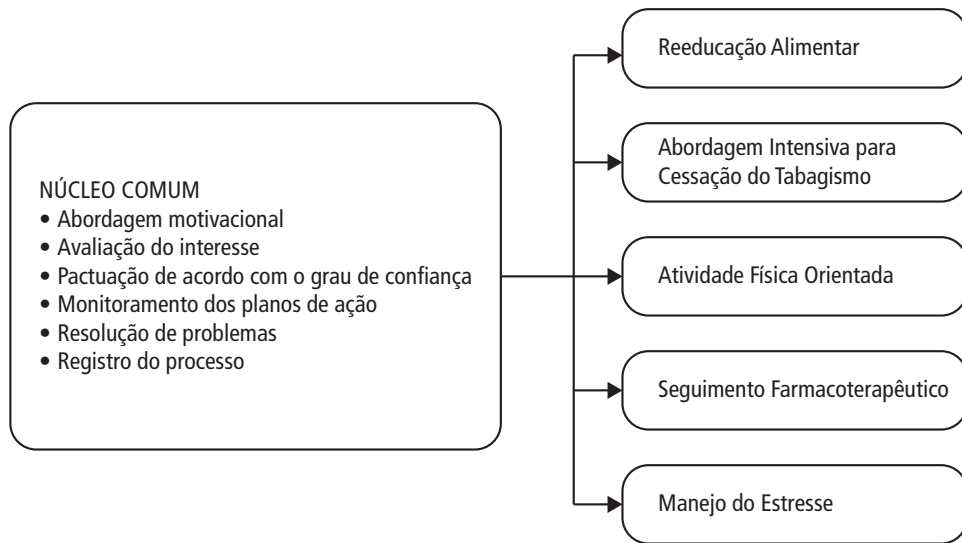 NÚCLEO COMUM
• Abordagem motivacional
• Avaliação do interesse
• Pactuação de acordo com o grau de confiança
• Monitoramento dos planos de ação
• Resolução de problemas
• Registro do processo
Reeducação Alimentar
Abordagem Intensiva para
Cessação do Tabagismo
Atividade Física Orientada
Seguimento Farmacoterapêutico
Manejo do Estresse